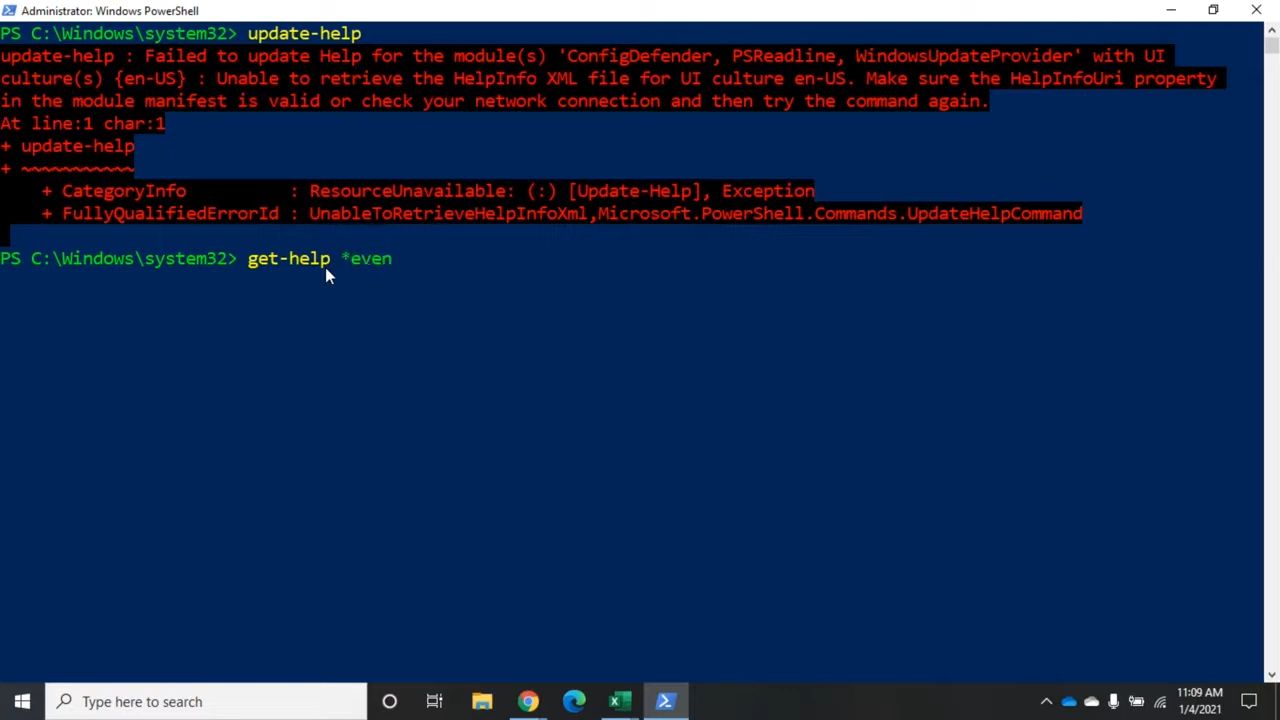 Administrator: Windows PowerShell
PS C:\Windows\system32> update-help
update-help : Failed to update Help for the module(s) 'ConfigDefender, PSReadline, WindowsUpdateProvider' with UI
culture(s) {en-US} : Unable to retrieve the HelpInfo XML file for UI culture en-US. Make sure the HelpInfoUri property
in the module manifest is valid or check your network connection and then try the command again.
At line:1 char:1
+ update-help
+ ~~~~~~~~~~~
    + CategoryInfo          : ResourceUnavailable: (:) [Update-Help], Exception
    + FullyQualifiedErrorId : UnableToRetrieveHelpInfoXml,Microsoft.PowerShell.Commands.UpdateHelpCommand
PS C:\Windows\system32> get-help *even
Type here to search
11:09 AM
1/4/2021